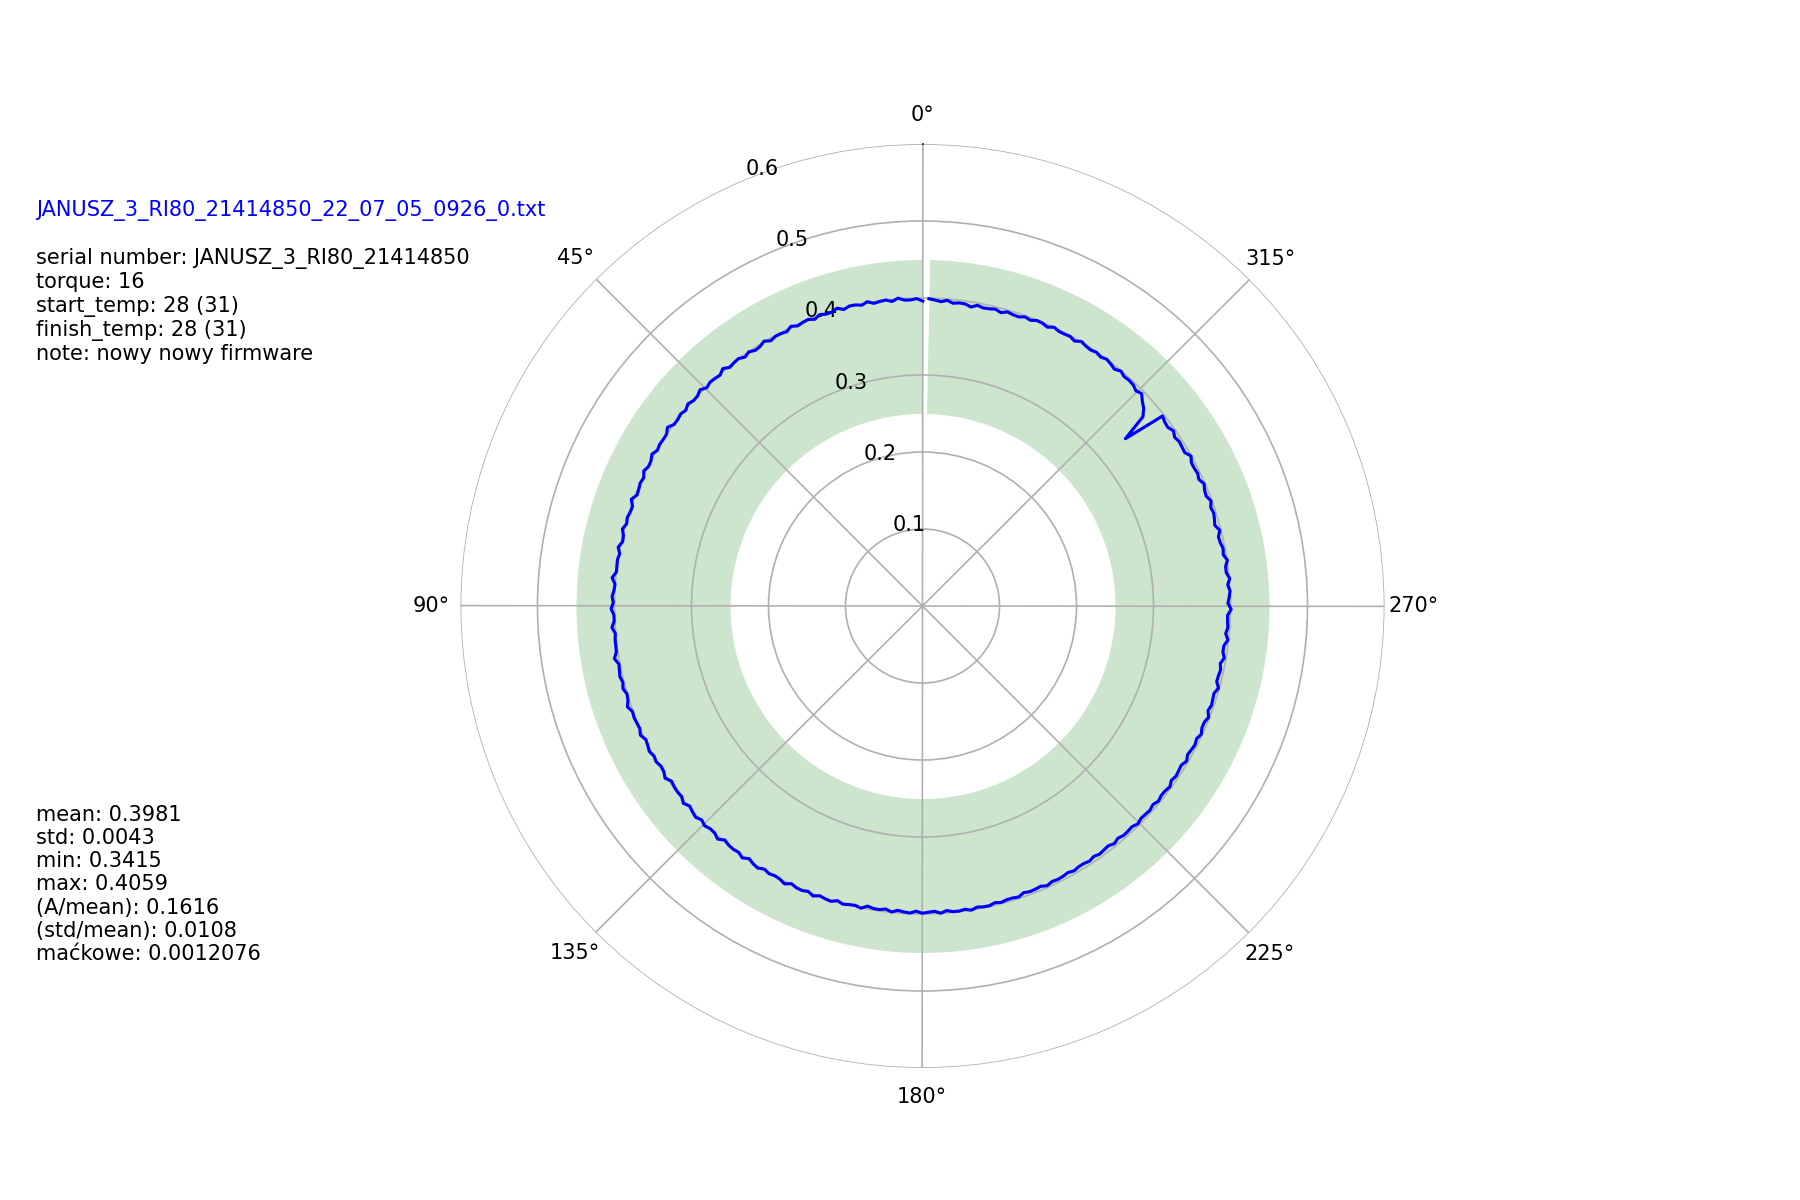 JANUSZ_3_RI80_21414850_22_07_05_0926_0.txt
serial number: JANUSZ_3_RI80_21414850
torque: 16
start_temp: 28 (31)
finish_temp: 28 (31)
note: nowy nowy firmware
0°
45°
90°
135°
180°
225°
270°
315°
0.6
0.5
0.4
0.3
0.2
0.1
mean: 0.3981
std: 0.0043
min: 0.3415
max: 0.4059
(A/mean): 0.1616
(std/mean): 0.0108
maćkowe: 0.0012076